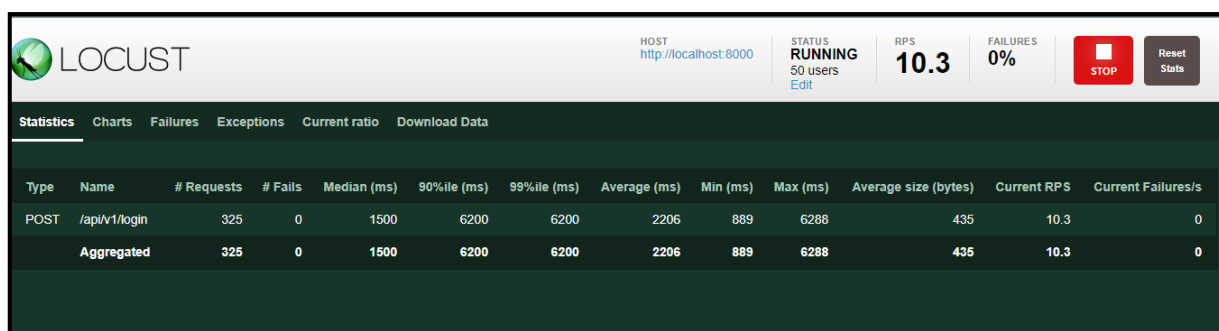 LOCUST
HOST
http://localhost:8000
STATUS
RUNNING
50 users
Edit
RPS
10.3
FAILURES
0%
STOP
Reset
Stats
Statistics Charts Failures Exceptions Current ratio Download Data
Type Name # Requests # Fails Median (ms) 90%ile (ms) 99%ile (ms) Average (ms) Min (ms) Max (ms) Average size (bytes) Current RPS Current Failures/s
POST /api/v1/login 325 0 1500 6200 6200 2206 889 6288 435 10.3 0
Aggregated 325 0 1500 6200 6200 2206 889 6288 435 10.3 0